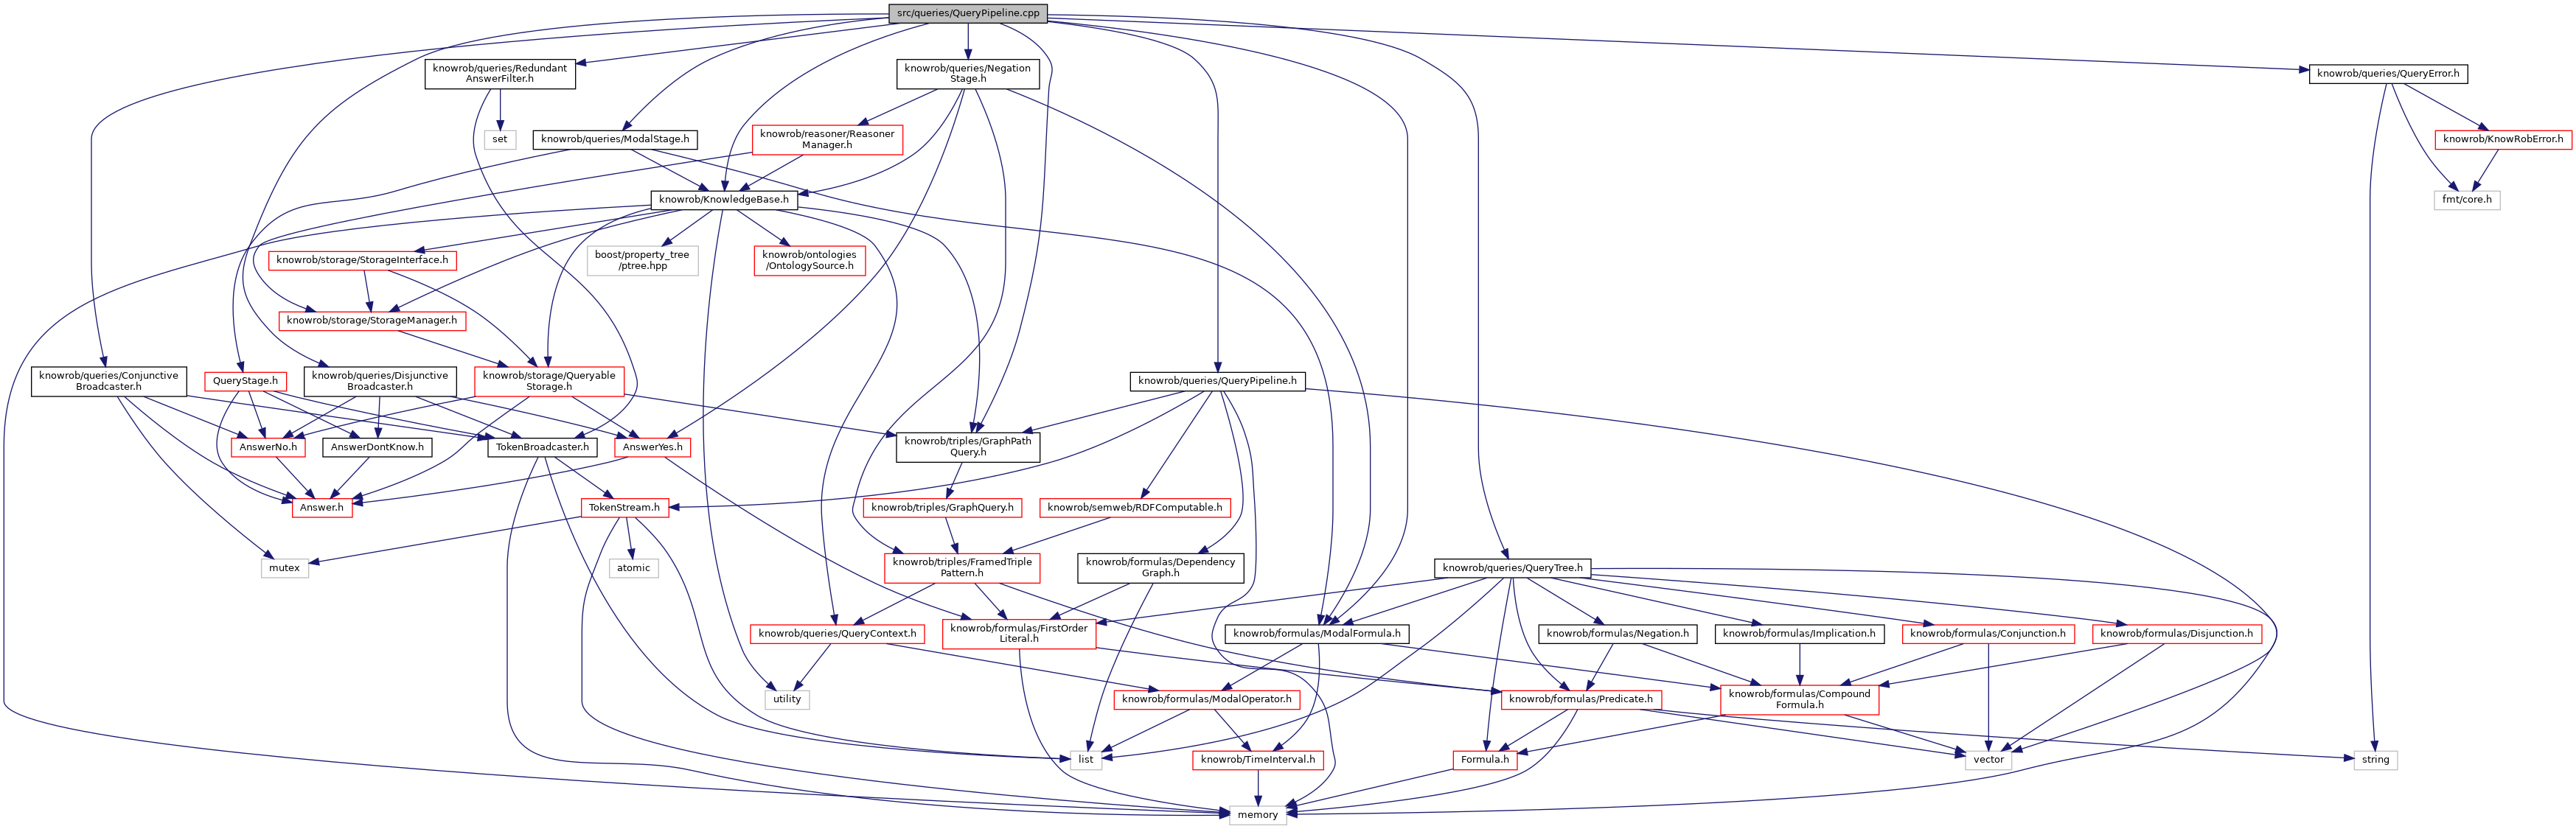 src/queries/QueryPipeline.cpp
knowrob/queries/Redundant
AnswerFilter.h
knowrob/queries/Negation
Stage.h
knowrob/queries/QueryError.h
set
knowrob/queries/ModalStage.h
knowrob/reasoner/Reasoner
Manager.h
knowrob/KnowRobError.h
knowrob/KnowledgeBase.h
fmt/core.h
knowrob/storage/StorageInterface.h
boost/property_tree
/ptree.hpp
knowrob/ontologies
/OntologySource.h
knowrob/storage/StorageManager.h
knowrob/queries/Conjunctive
Broadcaster.h
QueryStage.h
knowrob/queries/Disjunctive
Broadcaster.h
knowrob/storage/Queryable
Storage.h
knowrob/queries/QueryPipeline.h
AnswerNo.h
AnswerDontKnow.h
TokenBroadcaster.h
AnswerYes.h
knowrob/triples/GraphPath
Query.h
Answer.h
TokenStream.h
knowrob/triples/GraphQuery.h
knowrob/semweb/RDFComputable.h
mutex
atomic
knowrob/triples/FramedTriple
Pattern.h
knowrob/formulas/Dependency
Graph.h
knowrob/queries/QueryTree.h
knowrob/queries/QueryContext.h
knowrob/formulas/FirstOrder
Literal.h
knowrob/formulas/ModalFormula.h
knowrob/formulas/Negation.h
knowrob/formulas/Implication.h
knowrob/formulas/Conjunction.h
knowrob/formulas/Disjunction.h
utility
knowrob/formulas/ModalOperator.h
knowrob/formulas/Predicate.h
knowrob/formulas/Compound
Formula.h
list
knowrob/TimeInterval.h
Formula.h
vector
string
memory